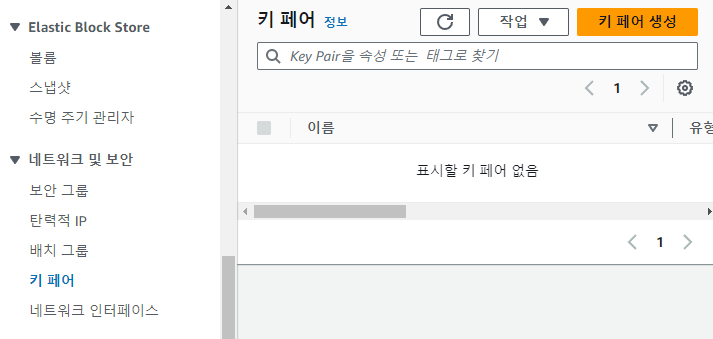 Elastic Block Store
볼륨
스냅샷
수명 주기 관리자
네트워크 및 보안
보안 그룹
탄력적 IP
배치 그룹
키 페어
네트워크 인터페이스
키 페어 정보
작업
키 페어 생성
Key Pair을 속성 또는 태그로 찾기
1
이름
유형
표시할 키 페어 없음
1